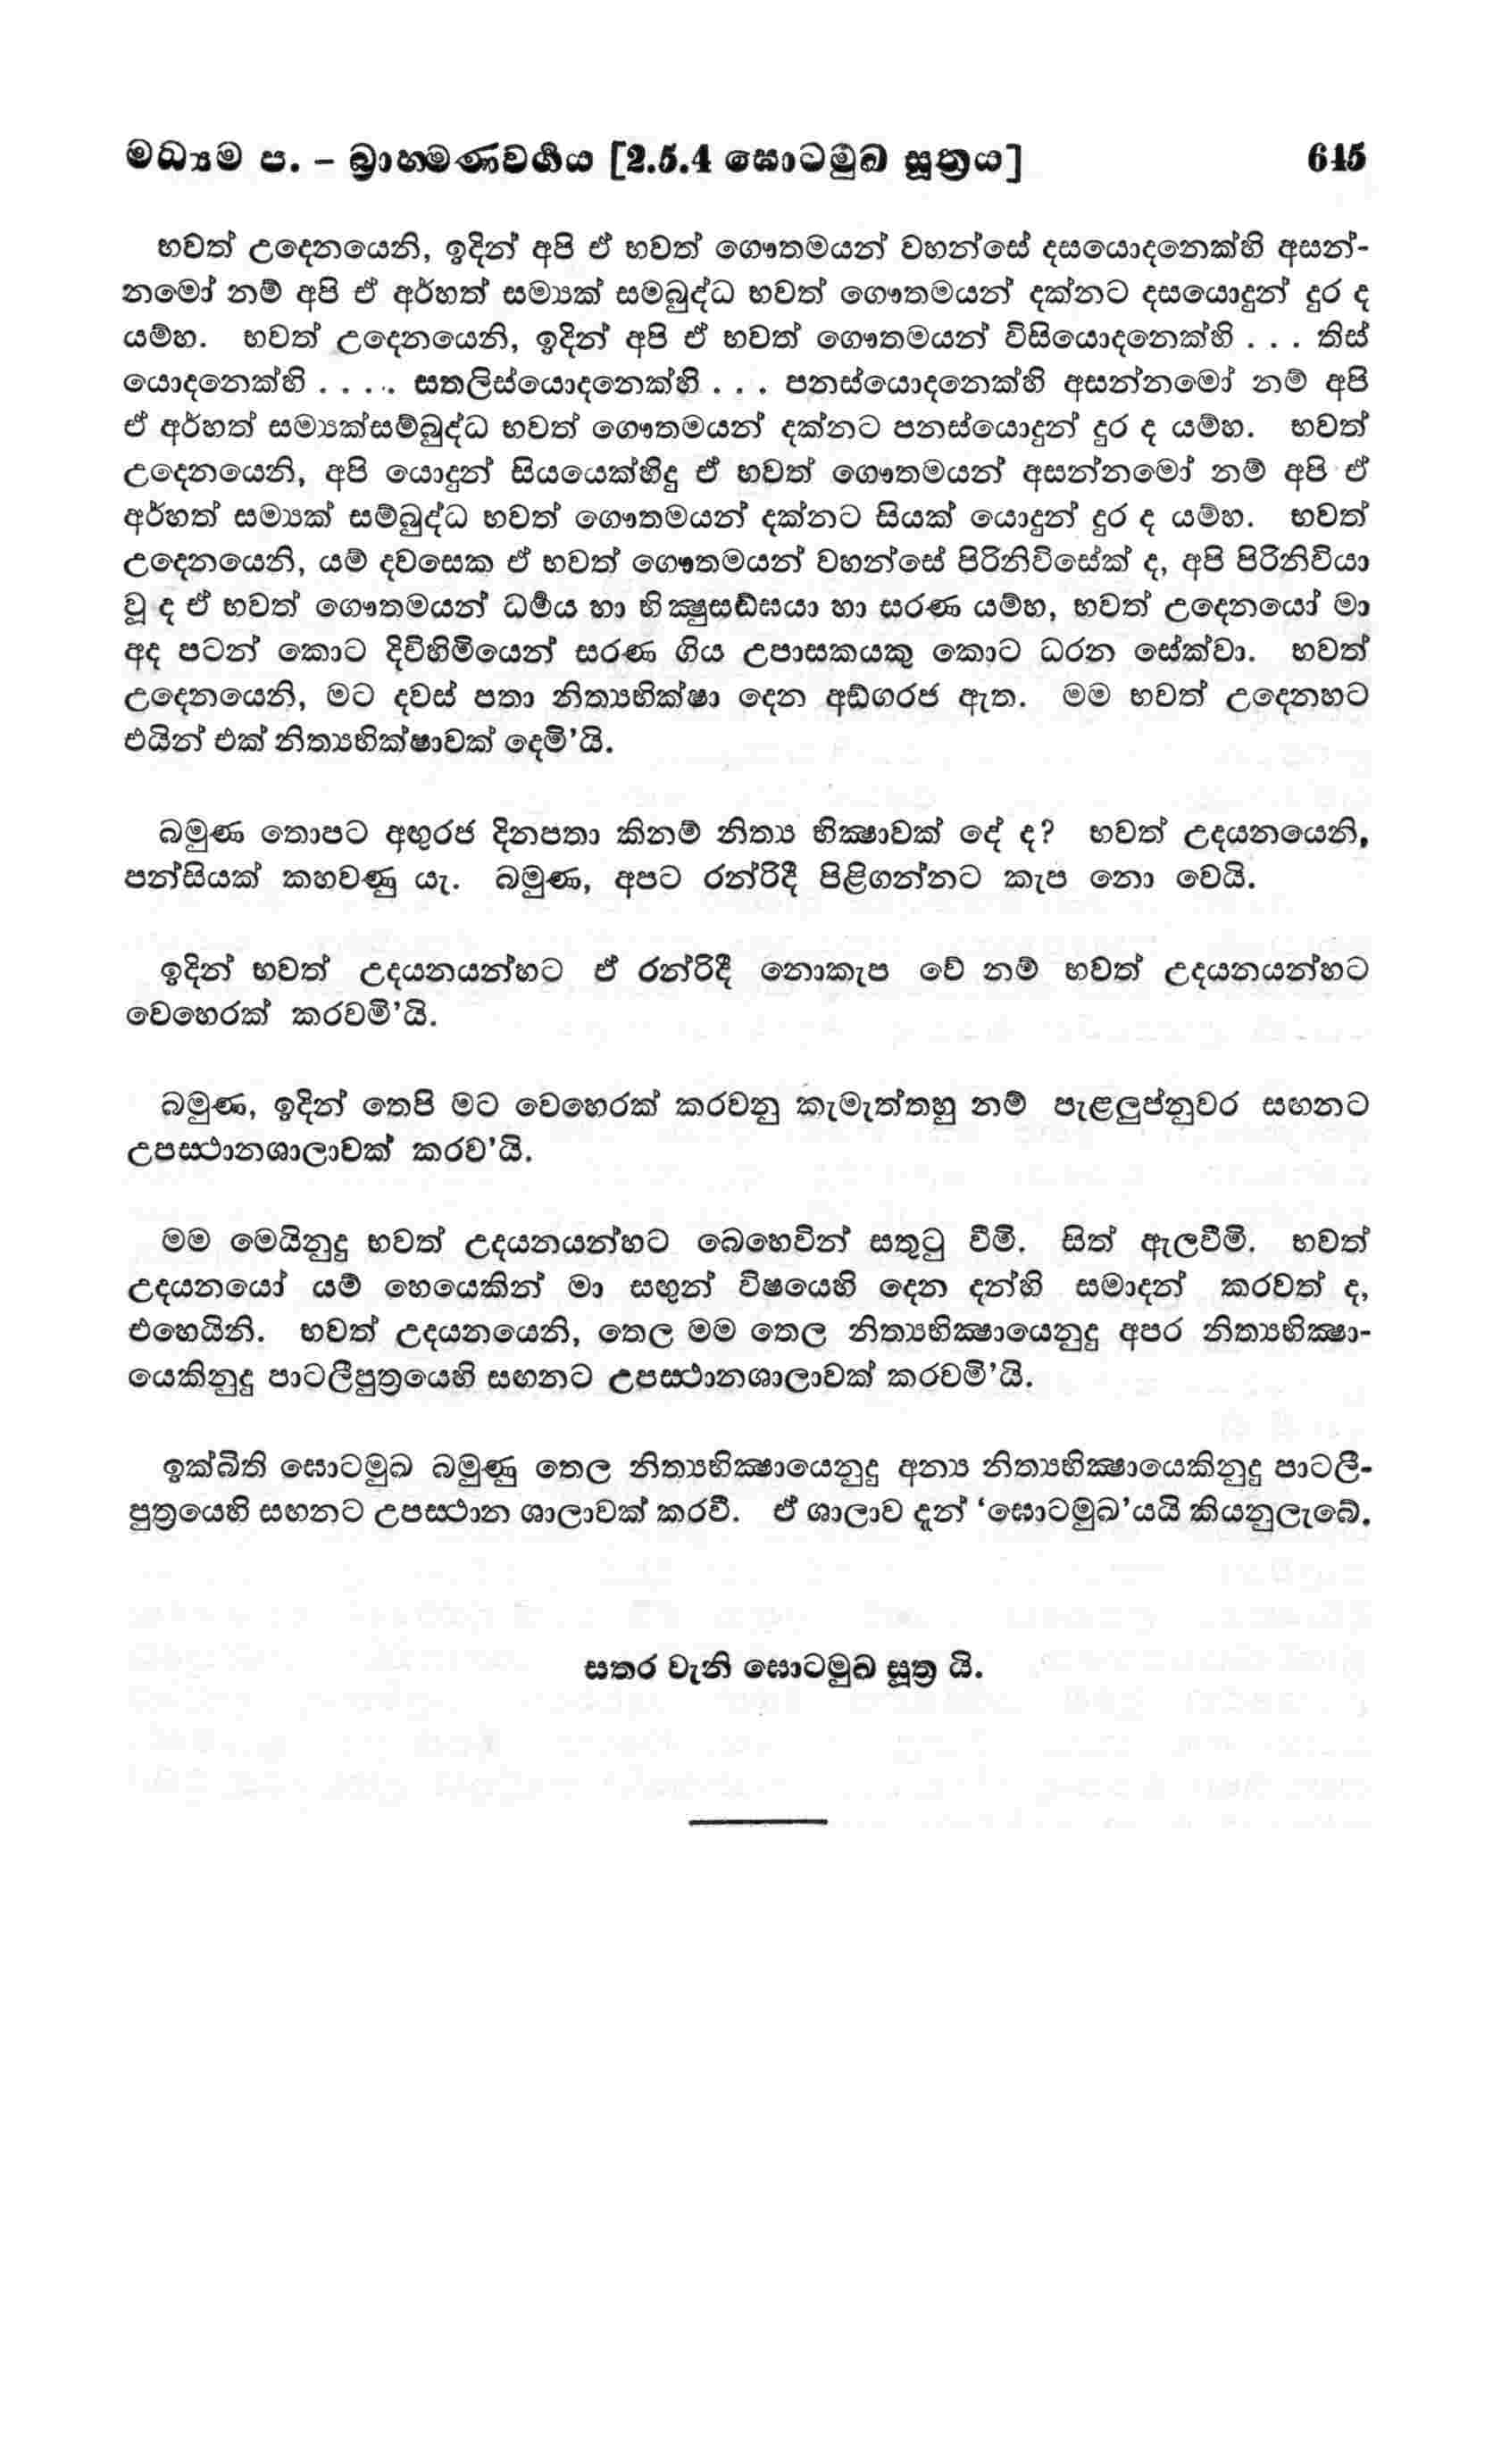 මධ්‍යම ප. – බ්‍රාහ්මණවර්‍ගය [2.5.4 ඝොටමුඛ සූත්‍රය] 645
භවත් උදෙනයෙනි, ඉදින් අපි ඒ භවත් ගෞතමයන් වහන්සේ දසයොදනෙක්හි අසන්-
නමෝ නම් අපි ඒ අර්හත් සම්‍යක් සමබුද්ධ භවත් ගෞතමයන් දක්නට දසයොදුන් දුර ද
යම්හ. භවත් උදෙනයෙනි, ඉදින් අපි ඒ භවත් ගෞතමයන් විසියොදනෙක්හි . . . තිස්
යොදනෙක්හි . . . . . සතලිස්යොදනෙක්හි . . . පනස්යොදනෙක්හි අසන්නමෝ නම් අපි
ඒ අර්හත් සම්‍යක්සම්බුද්ධ භවත් ගෞතමයන් දක්නට පනස්යොදුන් දුර ද යම්හ. භවත්
උදෙනයෙනි, අපි යොදුන් සියයෙක්හිදු ඒ භවත් ගෞතමයන් අසන්නමෝ නම් අපි ඒ
අර්හත් සම්‍යක් සම්බුද්ධ භවත් ගෞතමයන් දක්නට සියක් යොදුන් දුර ද යම්හ. භවත්
උදෙනයෙනි, යම් දවසෙක ඒ භවත් ගෞතමයන් වහන්සේ පිරිනිවිසේක් ද, අපි පිරිනිවියා
වූ ද ඒ භවත් ගෞතමයන් ධර්‍මය හා භික්‍ෂුසඞ්ඝයා හා සරණ යම්හ, භවත් උදෙනයෝ මා
අද පටන් කොට දිවිහිමියෙන් සරණ ගිය උපාසකයකු කොට ධරන සේක්වා. භවත්
උදෙනයෙනි, මට දවස් පතා නිත්‍යභික්ෂා දෙන අඞ්ගරජ ඇත. මම භවත් උදෙනහට
එයින් එක් නිත්‍යභික්ෂාවක් දෙමි’යි.
බමුණ තොපට අඟුරජ දිනපතා කිනම් නිත්‍ය භික්‍ෂාවක් දේ ද? භවත් උදයනයෙනි,
පන්සියක් කහවණු යැ. බමුණ, අපට රන්රිදී පිළිගන්නට කැප නො වෙයි.
ඉදින් භවත් උදයනයන්හට ඒ රන්රිදී නොකැප වේ නම් භවත් උදයනයන්හට
වෙහෙරක් කරවමි’යි.
බමුණ, ඉදින් තෙපි මට වෙහෙරක් කරවනු කැමැත්තහු නම් පැළලුප්නුවර සඟනට
උපස්‍ථානශාලාවක් කරව’යි.
මම මෙයිනුදු භවත් උදයනයන්හට බෙහෙවින් සතුටු වීමි. සිත් ඇලවීමි. භවත්
උදයනයෝ යම් හෙයෙකින් මා සඟුන් විෂයෙහි දෙන දන්හි සමාදන් කරවත් ද,
එහෙයිනි. භවත් උදයනයෙනි, තෙල මම තෙල නිත්‍යභික්‍ෂායෙනුදු අපර නිත්‍යභික්‍ෂා-
යෙකිනුදු පාටලීපුත්‍රයෙහි සඟනට උපස්‍ථානශාලාවක් කරවමි’යි.
ඉක්බිති ඝොටමුඛ බමුණු තෙල නිත්‍යභික්‍ෂායෙනුදු අන්‍ය නිත්‍යභික්‍ෂායෙකිනුදු පාටලී-
පුත්‍රයෙහි සඟනට උපස්‍ථාන ශාලාවක් කරවී. ඒ ශාලාව දැන් ‘ඝොටමුඛ’යයි කියනුලැබේ.
සතර වැනි ඝොටමුඛ සූත්‍ර යි.